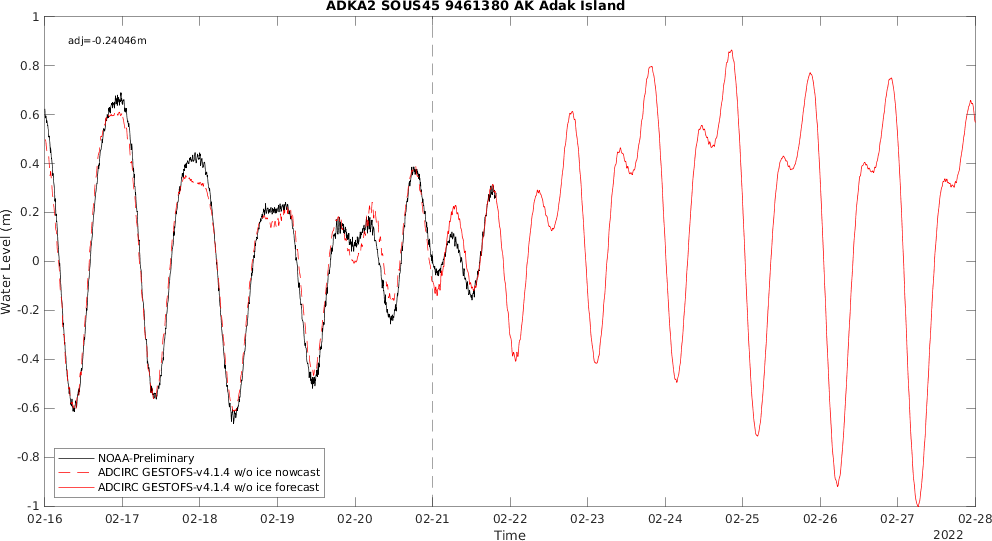 ADKA2 SOUS45 9461380 AK Adak Island
adj=-0.24046m
1
0.8
0.6
0.4
0.2
0
-0.2
-0.4
-0.6
-0.8
-1
Water Level (m)
NOAA-Preliminary
ADCIRC GESTOFS-v4.1.4 w/o ice nowcast
ADCIRC GESTOFS-v4.1.4 w/o ice forecast
02-16 02-17 02-18 02-19 02-20 02-21 02-22 02-23 02-24 02-25 02-26 02-27 02-28
Time
2022